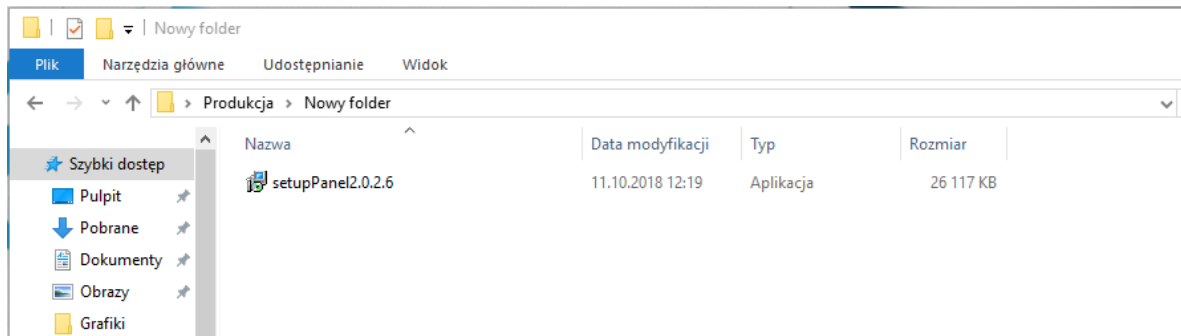 Nowy folder
Plik Narzędzia główne Udostępnianie Widok
Produkcja > Nowy folder
Nazwa Data modyfikacji Typ Rozmiar
Szybki dostęp
setupPanel2.0.2.6 11.10.2018 12:19 Aplikacja 26 117 KB
Pulpit
Pobrane
Dokumenty
Obrazy
Grafiki